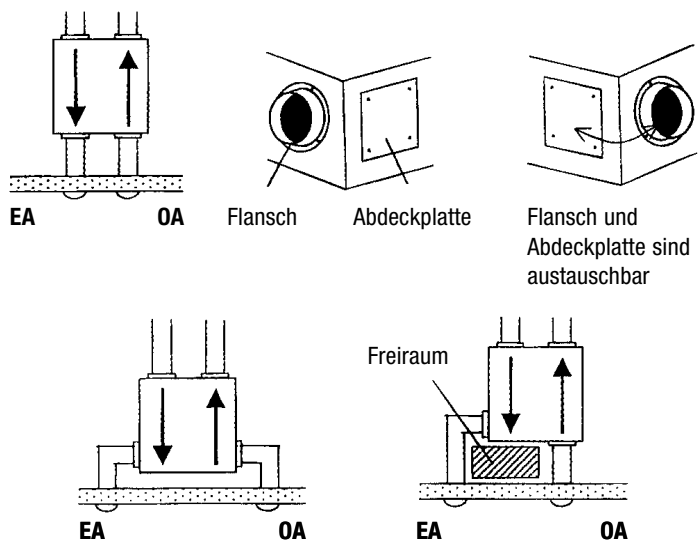 EA OA
Flansch Abdeckplatte
Flansch und
Abdeckplatte sind
austauschbar
Freiraum
EA OA
EA OA